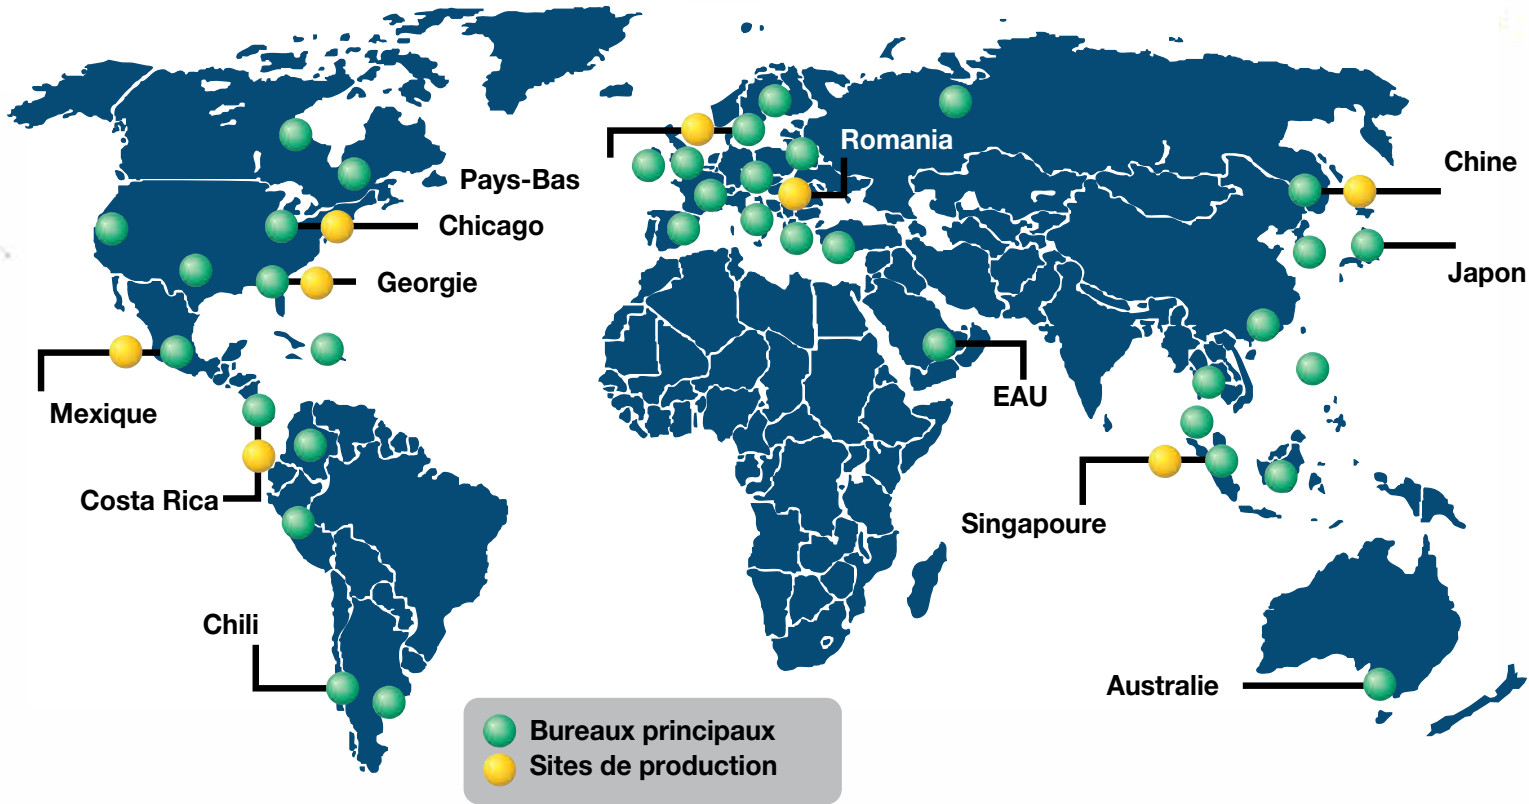 Romania
Chine
Pays-Bas
Chicago
Georgie
Japon
Mexique
EAU
Costa Rica
Singapoure
Chili
Australie
Bureaux principaux
Sites de production